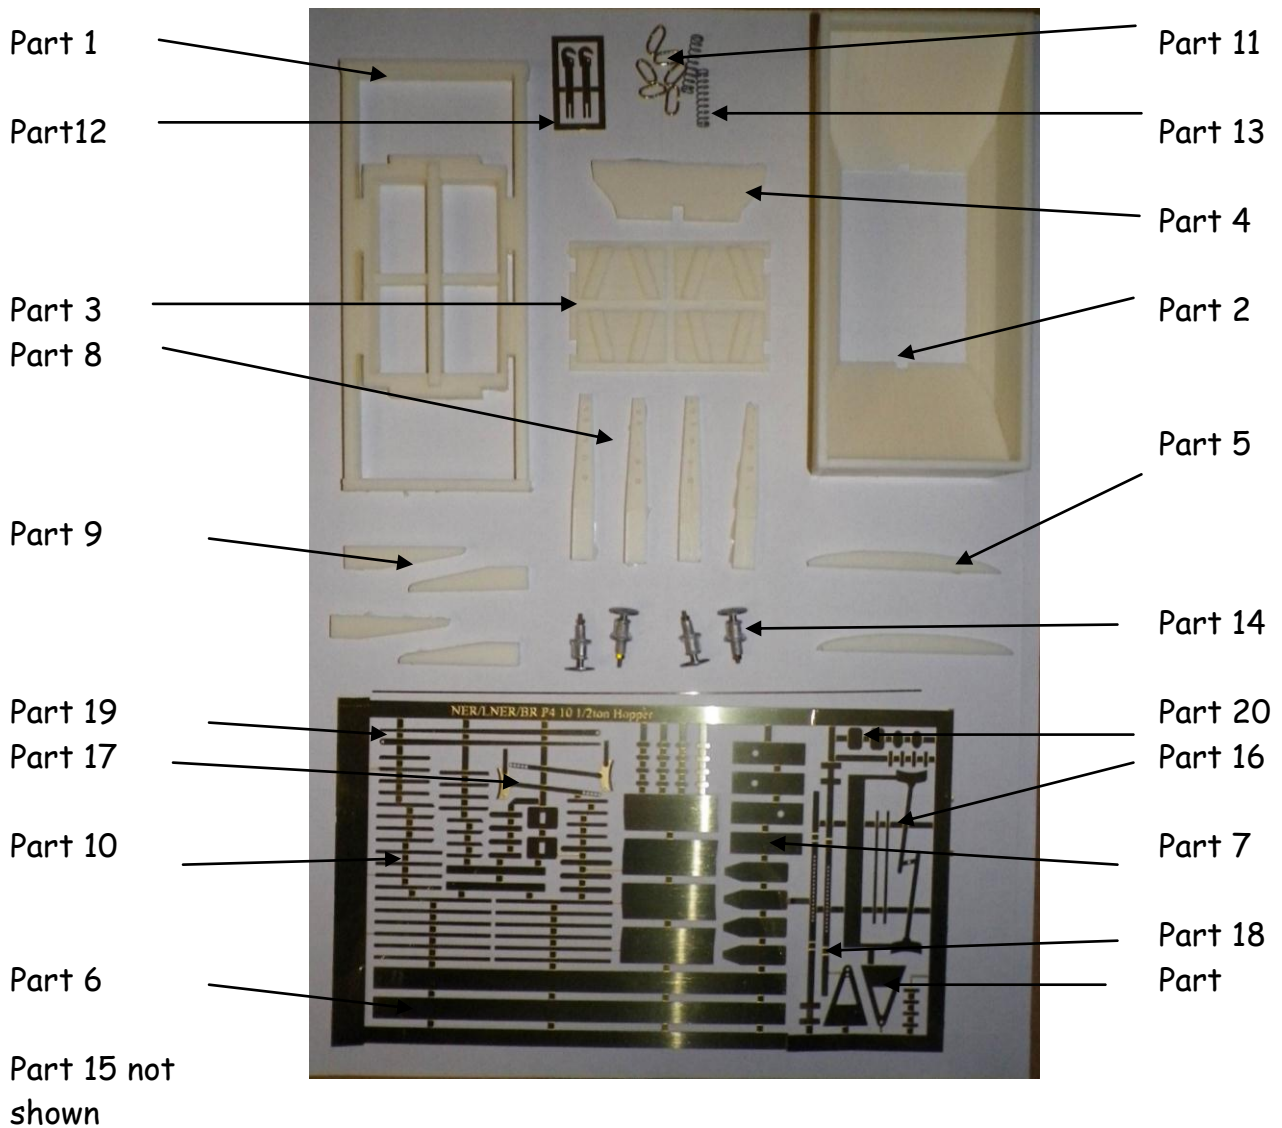 Part 1
Part12
Part 3
Part 8
Part 9
Part 19
Part 17
Part 10
Part 6
Part 15 not
shown
Part 11
Part 13
Part 4
Part 2
Part 5
Part 14
Part 20
Part 16
Part 7
Part 18
Part
NER/LNER/BR P4 10 1/2ton Hopper